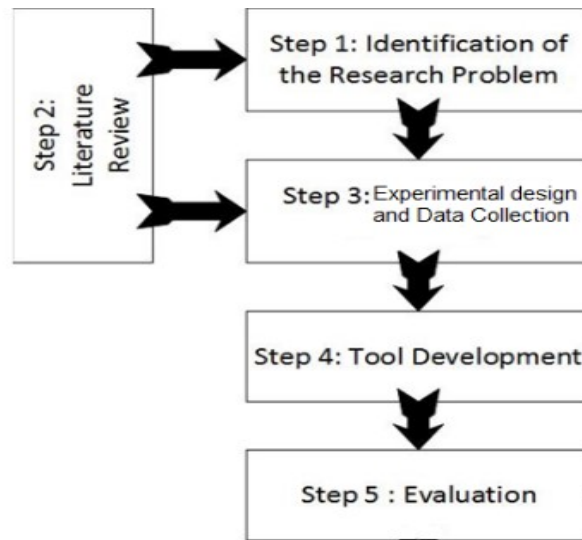 Step 2:
Literature
Review
Step 1: Identification of
the Research Problem
Step 3: Experimental design
and Data Collection
Step 4: Tool Development
Step 5 : Evaluation